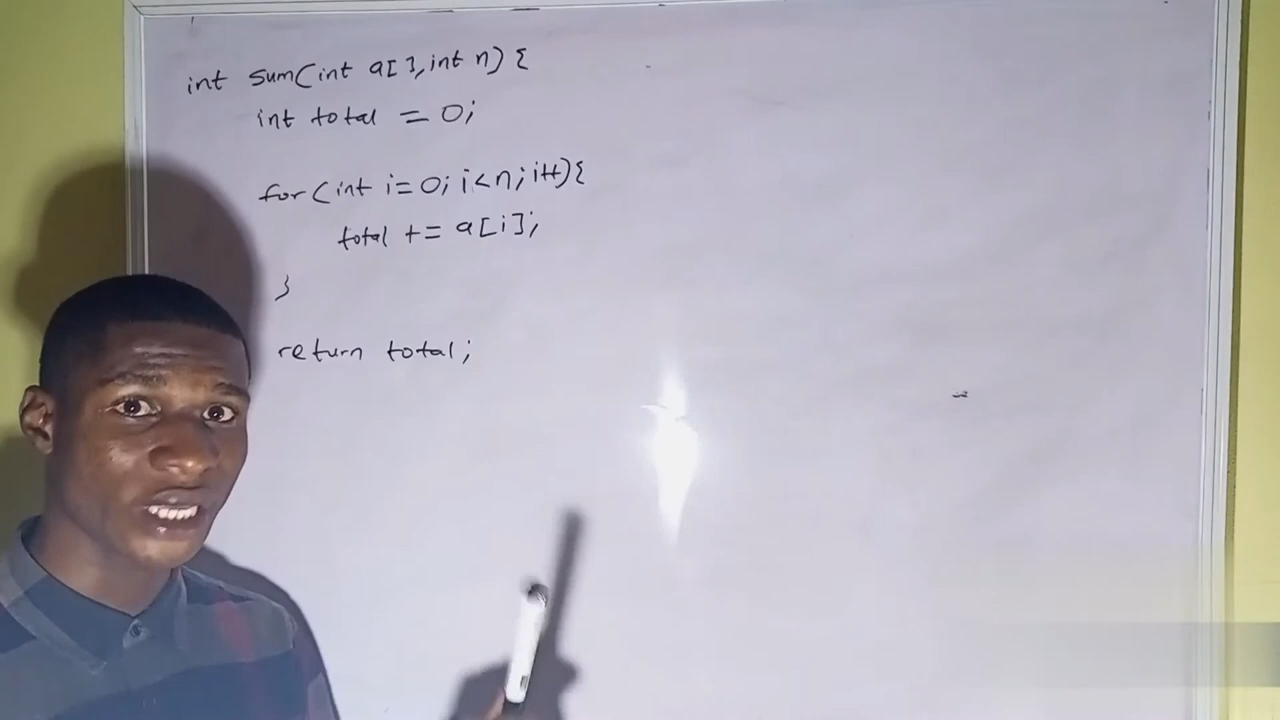 int sum(int a[],int n){
int total = 0;
for(int i=0; i<n; i++){
total += a[i];
}
return total;